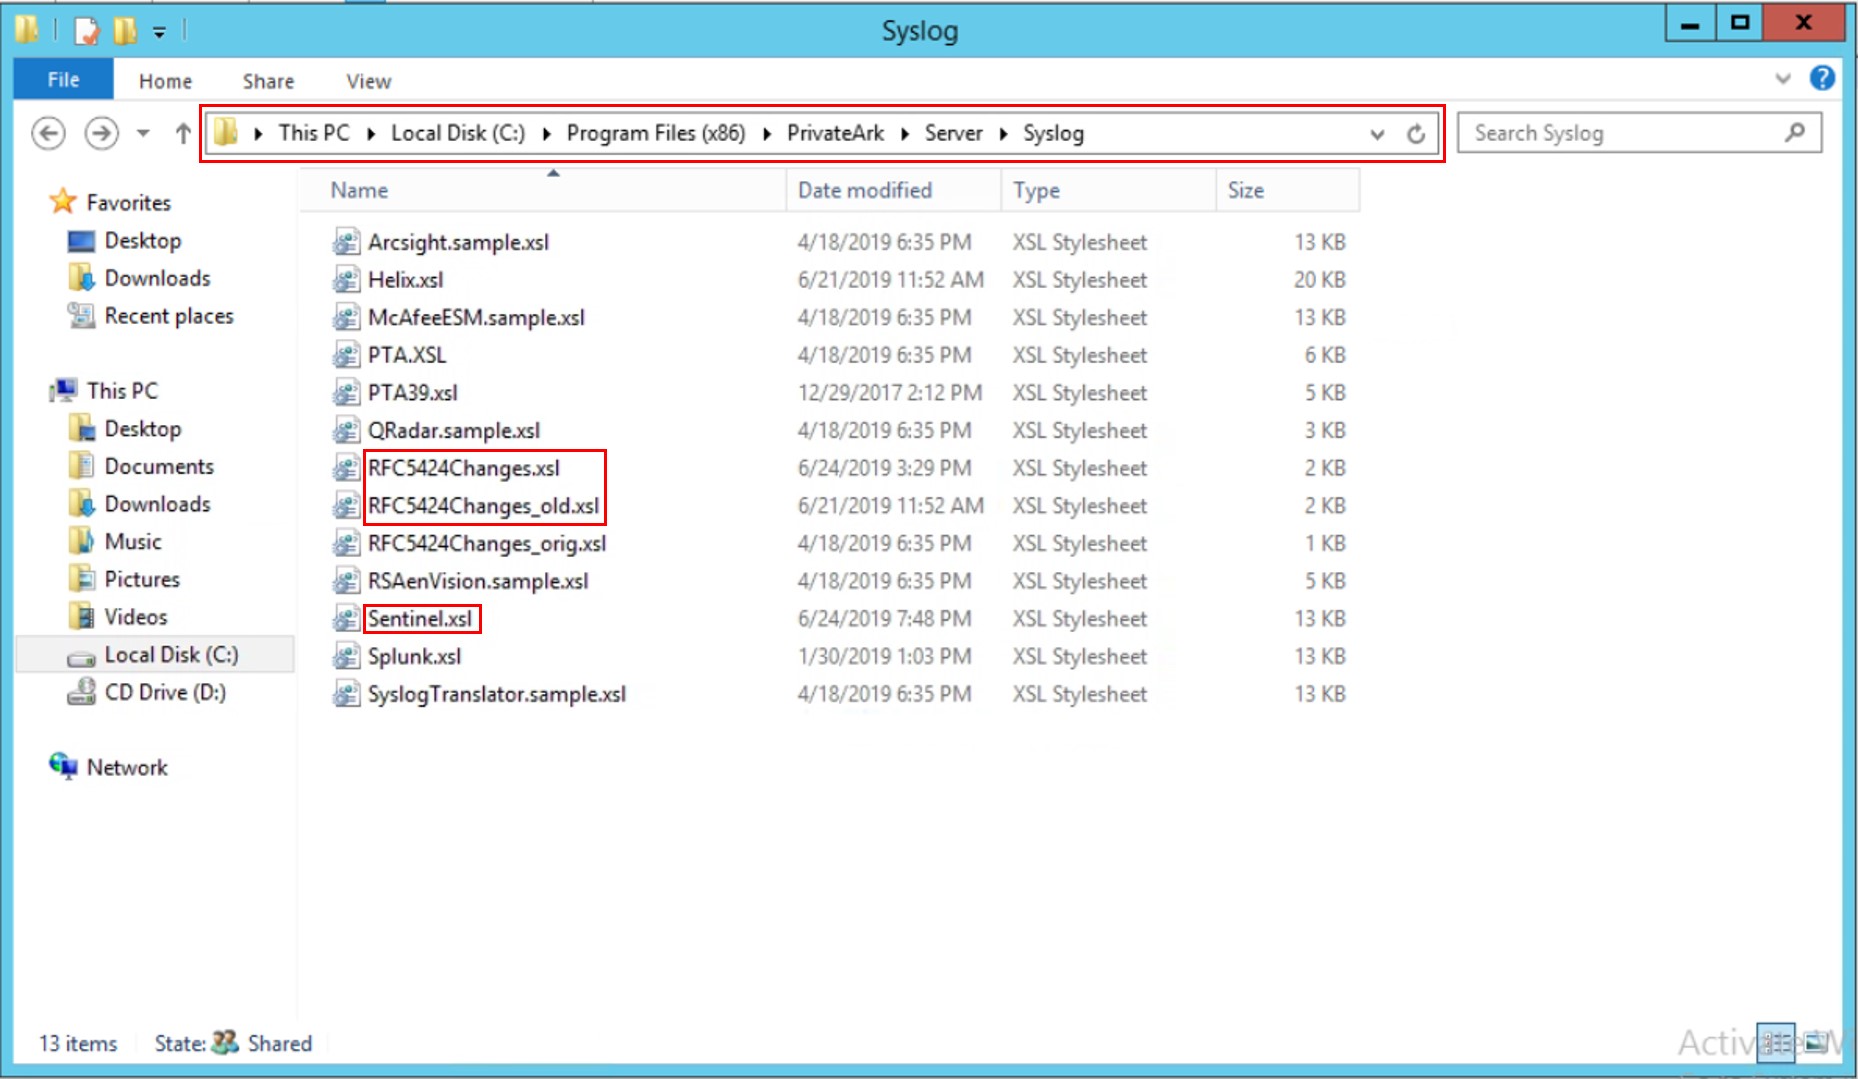 Syslog
File Home Share View
This PC Local Disk (C:) Program Files (x86) PrivateArk Server Syslog Search Syslog
Name Date modified Type Size
Favorites
Desktop
Downloads
Recent places
This PC
Desktop
Documents
Downloads
Music
Pictures
Videos
Local Disk (C:)
CD Drive (D:)
Network
Arcsight.sample.xsl 4/18/2019 6:35 PM XSL Stylesheet 13 KB
Helix.xsl 6/21/2019 11:52 AM XSL Stylesheet 20 KB
McAfeeESM.sample.xsl 4/18/2019 6:35 PM XSL Stylesheet 13 KB
PTA.XSL 4/18/2019 6:35 PM XSL Stylesheet 6 KB
PTA39.xsl 12/29/2017 2:12 PM XSL Stylesheet 5 KB
QRadar.sample.xsl 4/18/2019 6:35 PM XSL Stylesheet 3 KB
RFC5424Changes.xsl 6/24/2019 3:29 PM XSL Stylesheet 2 KB
RFC5424Changes_old.xsl 6/21/2019 11:52 AM XSL Stylesheet 2 KB
RFC5424Changes_orig.xsl 4/18/2019 6:35 PM XSL Stylesheet 1 KB
RSAenVision.sample.xsl 4/18/2019 6:35 PM XSL Stylesheet 5 KB
Sentinel.xsl 6/24/2019 7:48 PM XSL Stylesheet 13 KB
Splunk.xsl 1/30/2019 1:03 PM XSL Stylesheet 13 KB
SyslogTranslator.sample.xsl 4/18/2019 6:35 PM XSL Stylesheet 13 KB
13 items State: Shared